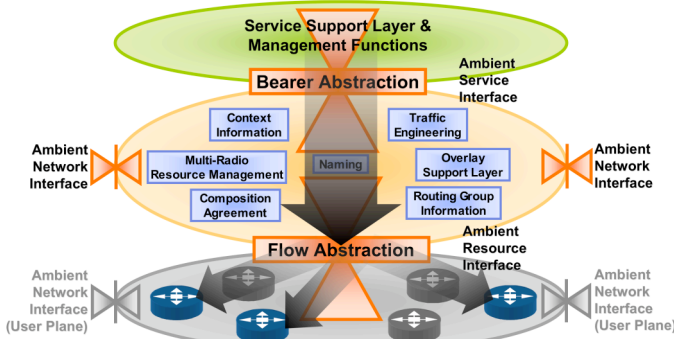 Service Support Layer &
Management Functions
Ambient
Service
Interface
Bearer Abstraction
Context
Information
Traffic
Engineering
Ambient
Network
Interface
Multi-Radio
Resource Management
Naming
Overlay
Support Layer
Ambient
Network
Interface
Composition
Agreement
Routing Group
Information
Ambient
Resource
Interface
Flow Abstraction
Ambient
Network
Interface
(User Plane)
Ambient
Network
Interface
(User Plane)